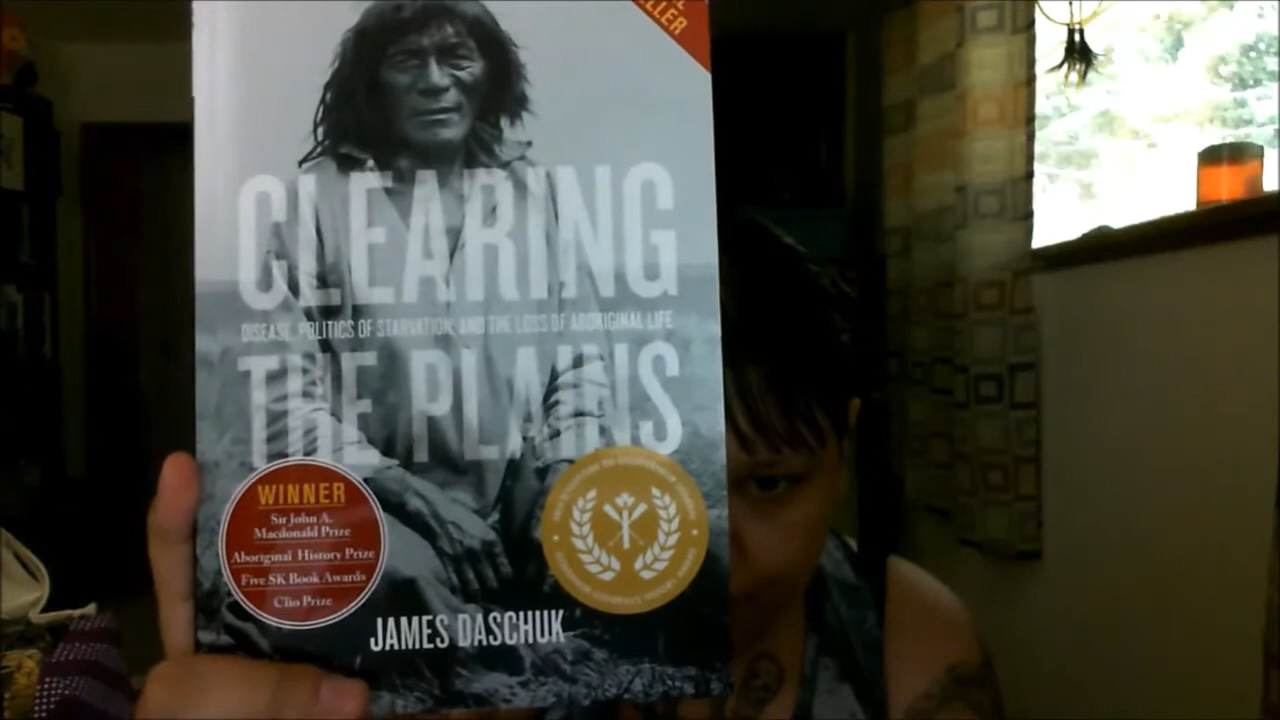 CLEARING
DISEASE, POLITICS OF STARVATION, AND THE LOSS OF ABORIGINAL LIFE
THE PLAINS
WINNER
Sir John A.
Macdonald Prize
Aboriginal History Prize
Five SK Book Awards
Clio Prize
JAMES DASCHUK